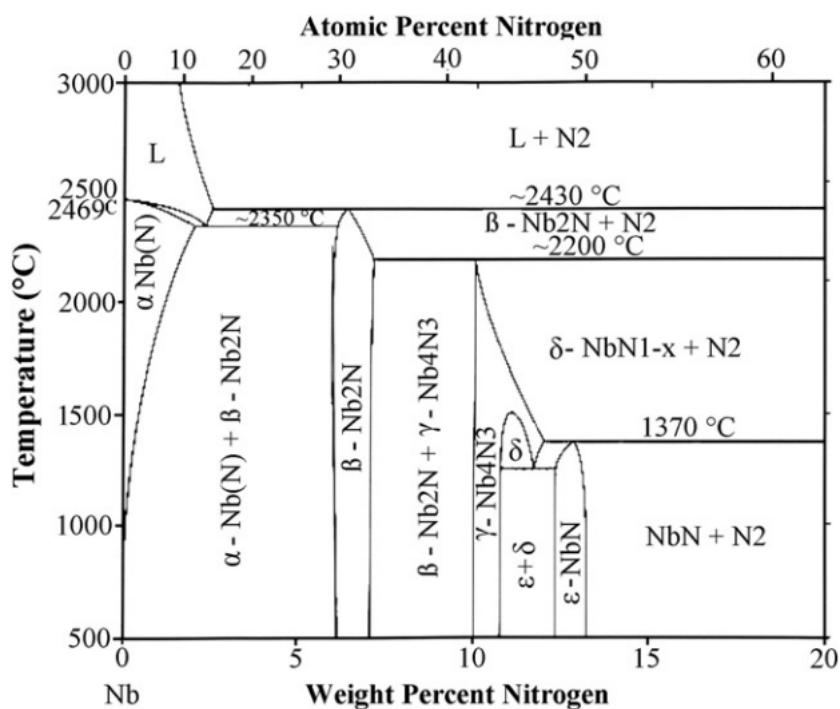 Atomic Percent Nitrogen
0 10 20 30 40 50 60
3000
L
L + N2
2500
2469c
~2430 °C
~2350 °C
ß - Nb2N + N2
~2200 °C
α Nb(N)
2000
Temperature (°C)
α - Nb(N) + ß - Nb2N
ß - Nb2N
ß - Nb2N + γ - Nb4N3
γ - Nb4N3
δ
δ- NbN1-x + N2
1500
1370 °C
1000
ε+δ
ε -NbN
NbN + N2
500
0 5 10 15 20
Nb
Weight Percent Nitrogen